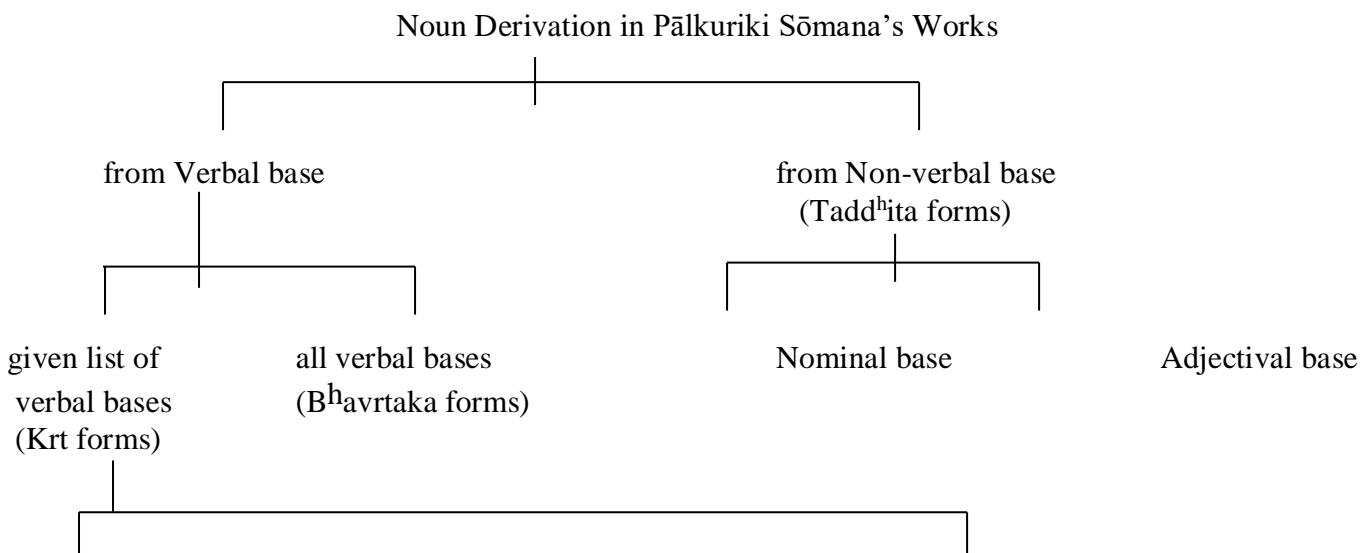 Noun Derivation in Pālkuriki Sōmana’s Works
from Verbal base
from Non-verbal base
(Taddʰita forms)
given list of
verbal bases
(Krt forms)
all verbal bases
(Bʰavrtaka forms)
Nominal base
Adjectival base